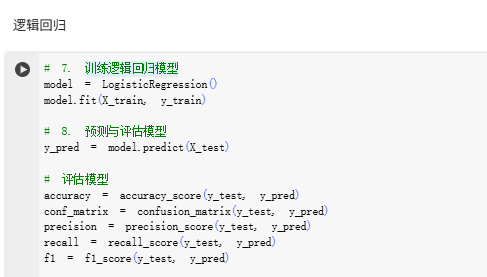 逻辑回归
# 7. 训练逻辑回归模型
model = LogisticRegression()
model.fit(X_train, y_train)
# 8. 预测与评估模型
y_pred = model.predict(X_test)
# 评估模型
accuracy = accuracy_score(y_test, y_pred)
conf_matrix = confusion_matrix(y_test, y_pred)
precision = precision_score(y_test, y_pred)
recall = recall_score(y_test, y_pred)
f1 = f1_score(y_test, y_pred)